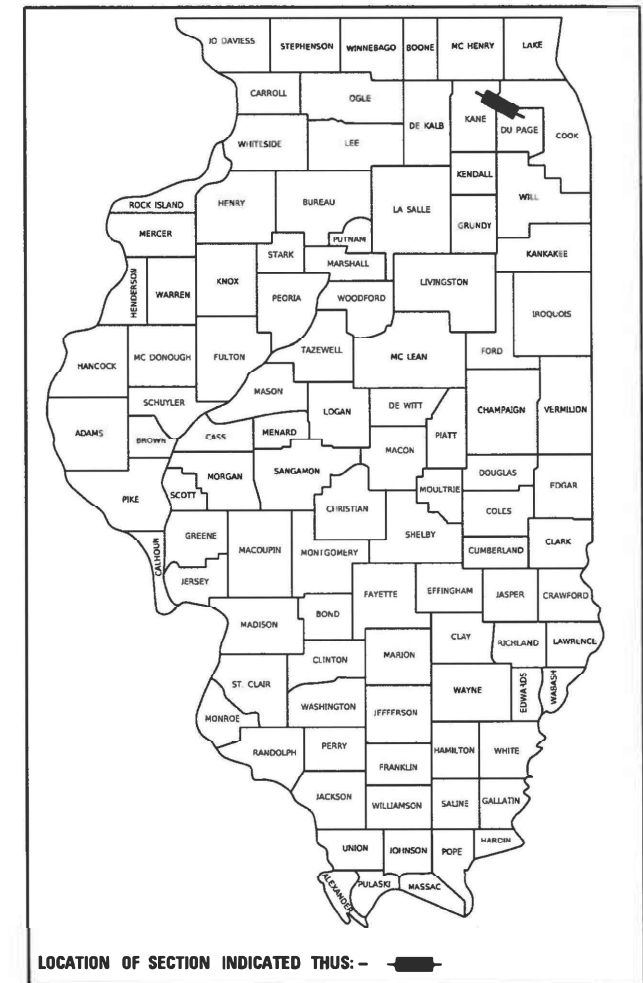 JO DAVIESS
STEPHENSON
WINNEBAGO
BOONE
MC HENRY
LAKE
CARROLL
OGLE
DE KALB
KANE
DU PAGE
COOK
WHITESIDE
LEE
KENDALL
WILL
ROCK ISLAND
HENRY
BUREAU
LA SALLE
GRUNDY
MERCER
PUTNAM
STARK
MARSHALL
KANKAKEE
HENDERSON
WARREN
KNOX
PEORIA
WOODFORD
LIVINGSTON
IROQUOIS
HANCOCK
MC DONOUGH
FULTON
TAZEWELL
MC LEAN
FORD
MASON
SCHUYLER
LOGAN
DE WITT
CHAMPAIGN
VERMILION
ADAMS
BROWN
CASS
MENARD
PIATT
MACON
PIKE
SCOTT
MORGAN
SANGAMON
CHRISTIAN
MOULTRIE
DOUGLAS
EDGAR
COLES
CALHOUN
GREENE
MACOUPIN
MONTGOMERY
SHELBY
CUMBERLAND
CLARK
JERSEY
FAYETTE
EFFINGHAM
JASPER
CRAWFORD
MADISON
BOND
CLAY
RICHLAND
LAWRENCE
CLINTON
MARION
ST. CLAIR
WAYNE
EDWARDS
WABASH
MONROE
WASHINGTON
JEFFERSON
RANDOLPH
PERRY
HAMILTON
WHITE
FRANKLIN
JACKSON
WILLIAMSON
SALINE
GALLATIN
UNION
JOHNSON
POPE
HARDIN
ALEXANDER
PULASKI
MASSAC
LOCATION OF SECTION INDICATED THUS: -